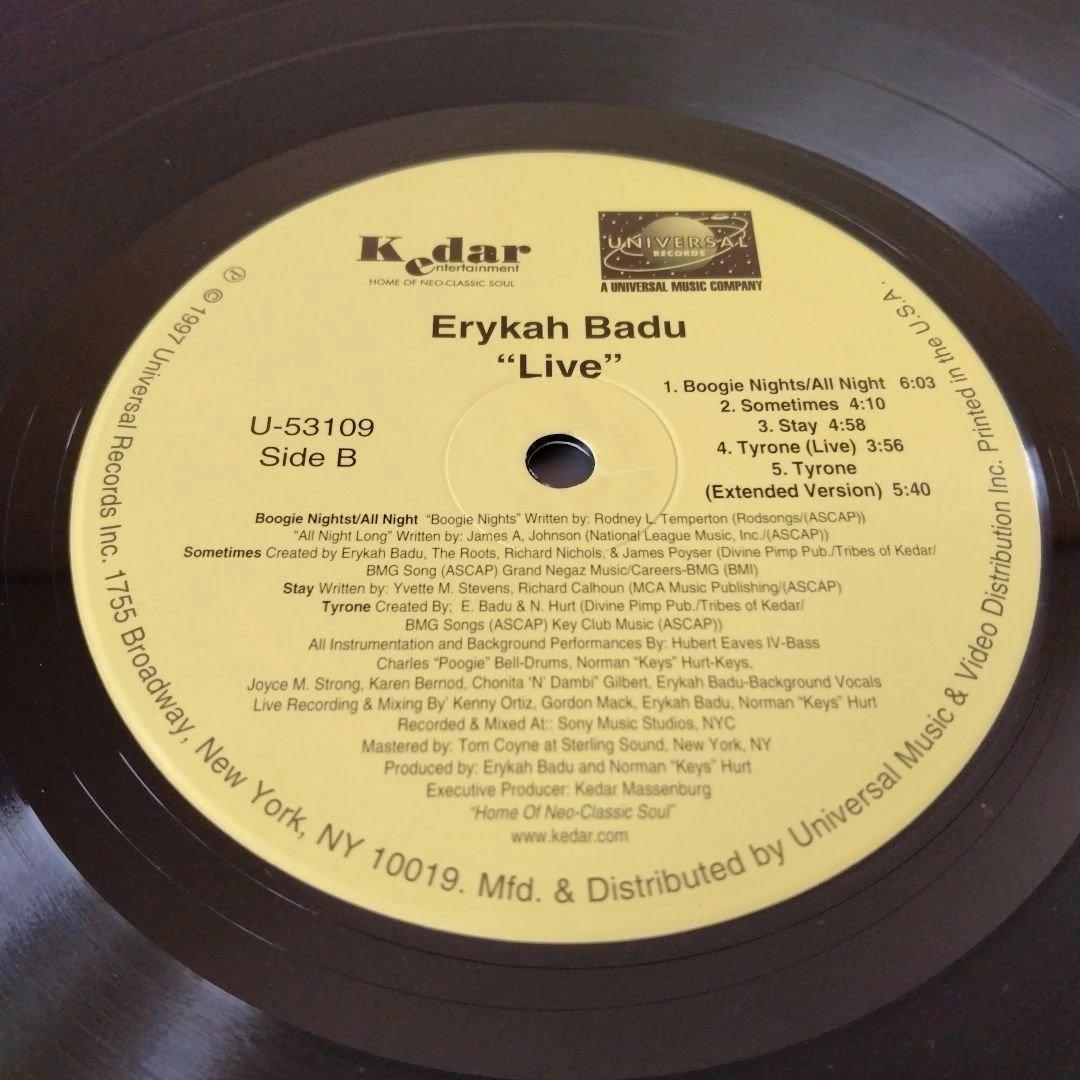 Kedar
entertainment
HOME OF NEO-CLASSIC SOUL
UNIVERSAL
RECORDS
A UNIVERSAL MUSIC COMPANY
Erykah Badu
“Live”
U-53109
Side B
1. Boogie Nights/All Night 6:03
2. Sometimes 4:10
3. Stay 4:58
4. Tyrone (Live) 3:56
5. Tyrone
(Extended Version) 5:40
Boogie Nightst/All Night “Boogie Nights” Written by: Rodney L. Temperton (Rodsongs/(ASCAP))
“All Night Long” Written by: James A, Johnson (National League Music, Inc./(ASCAP))
Sometimes Created by Erykah Badu, The Roots, Richard Nichols, & James Poyser (Divine Pimp Pub./Tribes of Kedar/
BMG Song (ASCAP) Grand Negaz Music/Careers-BMG (BMI)
Stay Written by: Yvette M. Stevens, Richard Calhoun (MCA Music Publishing/(ASCAP)
Tyrone Created By; E. Badu & N. Hurt (Divine Pimp Pub./Tribes of Kedar/
BMG Songs (ASCAP) Key Club Music (ASCAP))
All Instrumentation and Background Performances By: Hubert Eaves IV-Bass
Charles “Poogie” Bell-Drums, Norman “Keys” Hurt-Keys,
Joyce M. Strong, Karen Bernod, Chonita ‘N’ Dambi” Gilbert, Erykah Badu-Background Vocals
Live Recording & Mixing By’ Kenny Ortiz, Gordon Mack, Erykah Badu, Norman “Keys” Hurt
Recorded & Mixed At:: Sony Music Studios, NYC
Mastered by: Tom Coyne at Sterling Sound, New York, NY
Produced by: Erykah Badu and Norman “Keys” Hurt
Executive Producer: Kedar Massenburg
“Home Of Neo-Classic Soul”
www.kedar.com
℗ © 1997 Universal Records Inc. 1755 Broadway, New York, NY 10019. Mfd. & Distributed by Universal Music & Video Distribution Inc. Printed in the U.S.A.